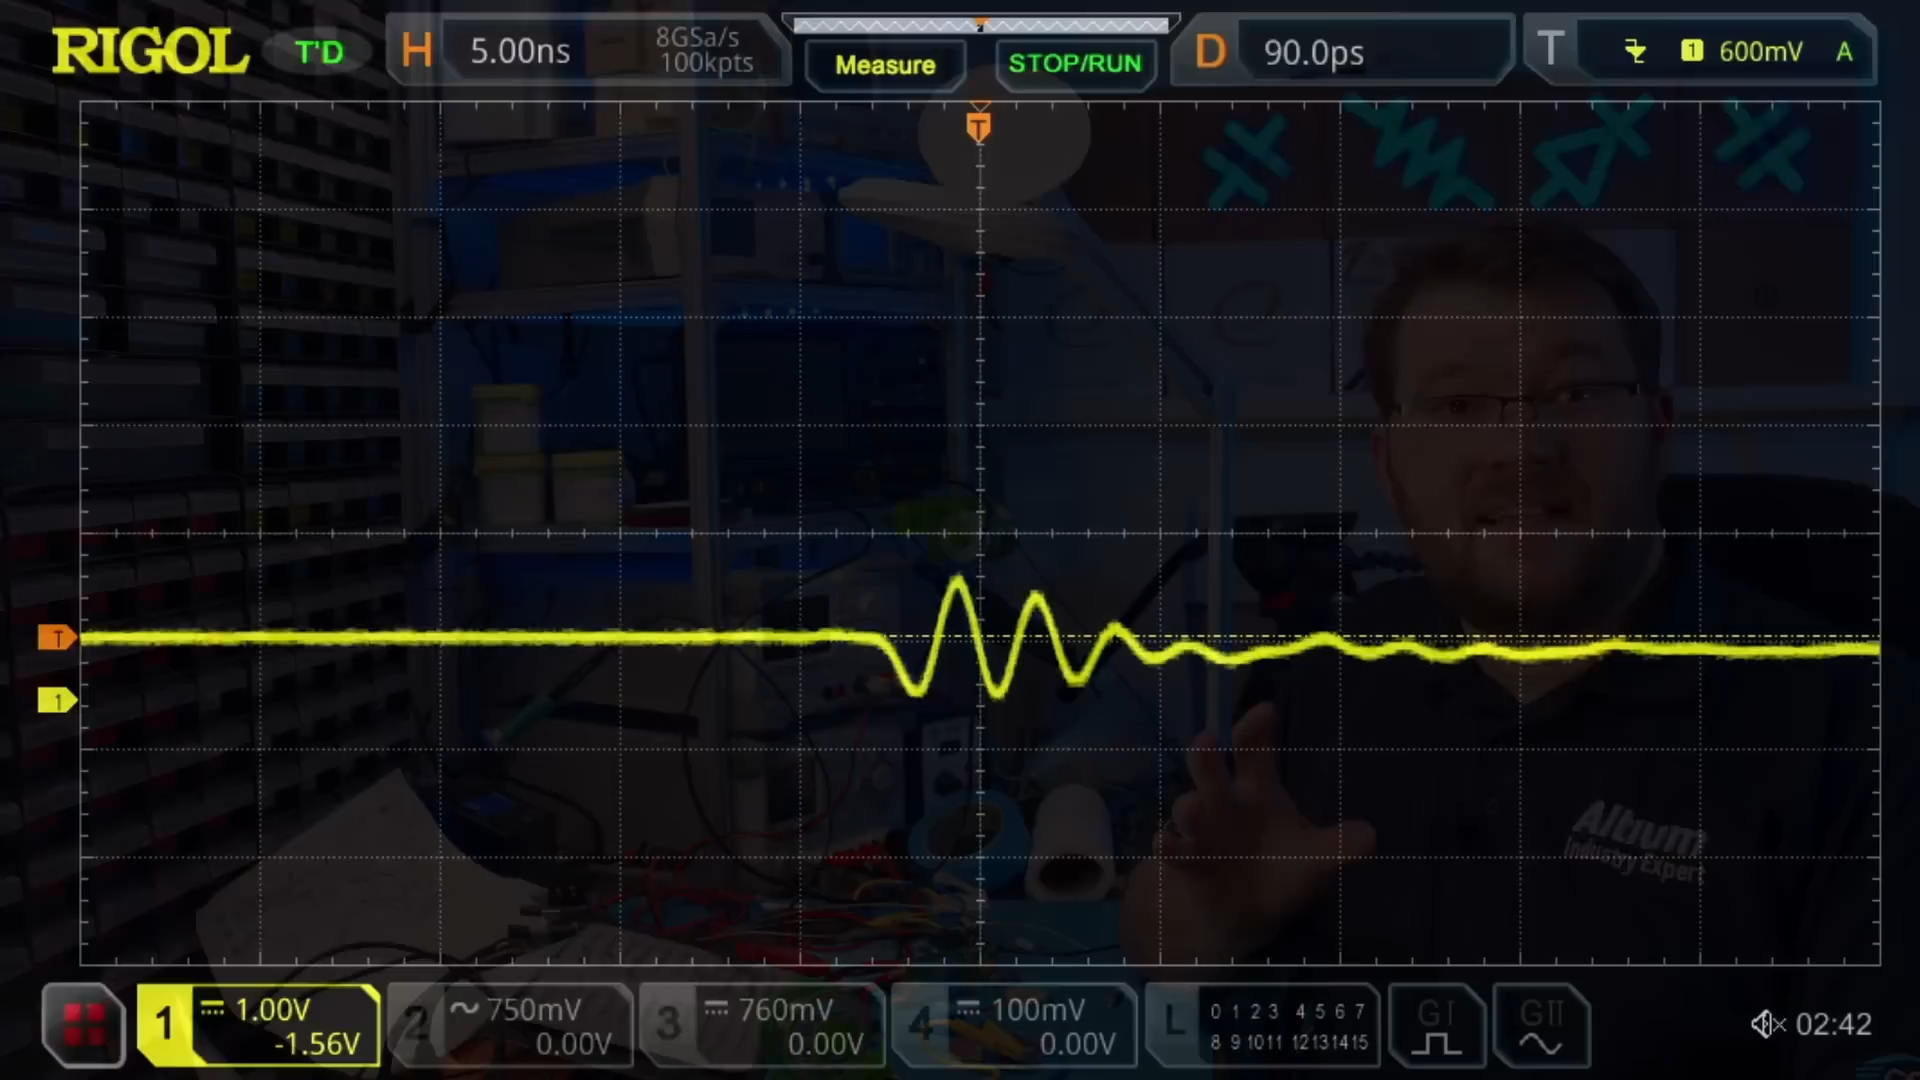 RIGOL T'D H 5.00ns 8GSa/s 100kpts Measure STOP/RUN D 90.0ps T 1 600mV A
T
T
1
Altium
Industry Expert
1 1.00V -1.56V 2 750mV 0.00V 3 760mV 0.00V 4 100mV 0.00V L 0 1 2 3 4 5 6 7 8 9 10 11 12 13 14 15 GI GII 02:42